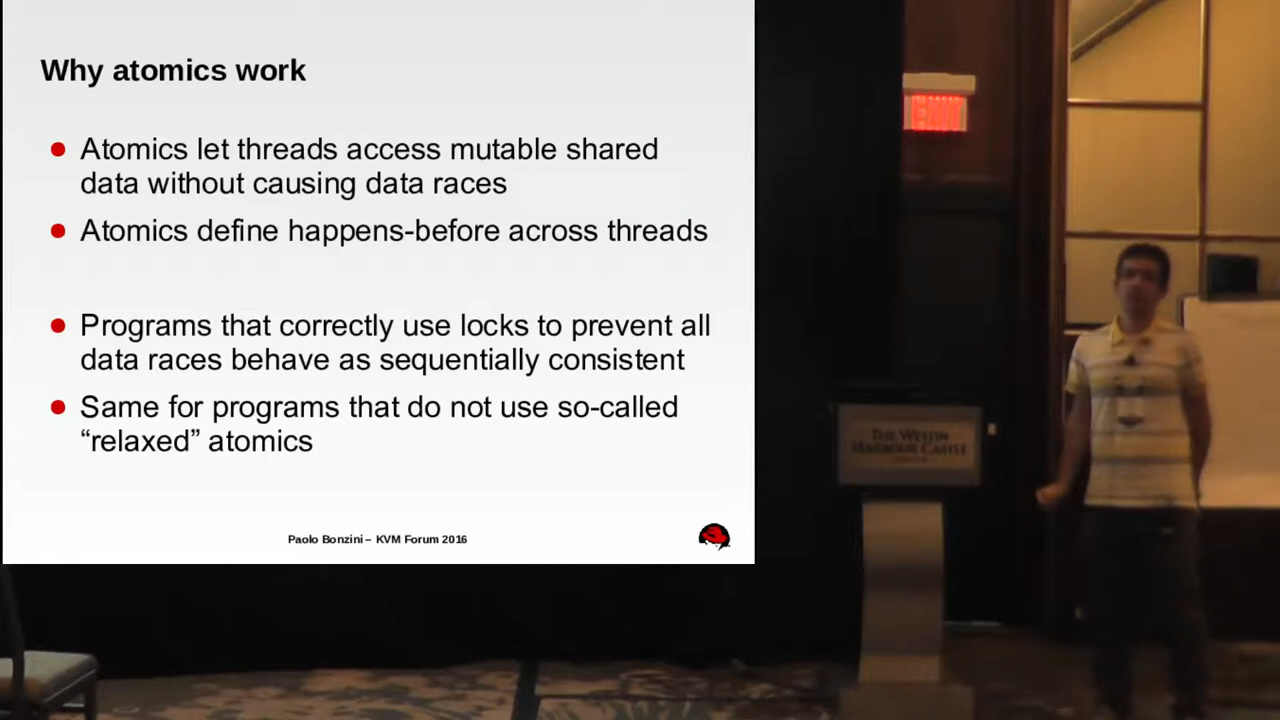 Why atomics work
● Atomics let threads access mutable shared
data without causing data races
● Atomics define happens-before across threads
● Programs that correctly use locks to prevent all
data races behave as sequentially consistent
● Same for programs that do not use so-called
“relaxed” atomics
Paolo Bonzini – KVM Forum 2016
THE WESTIN
HARBOUR CASTLE